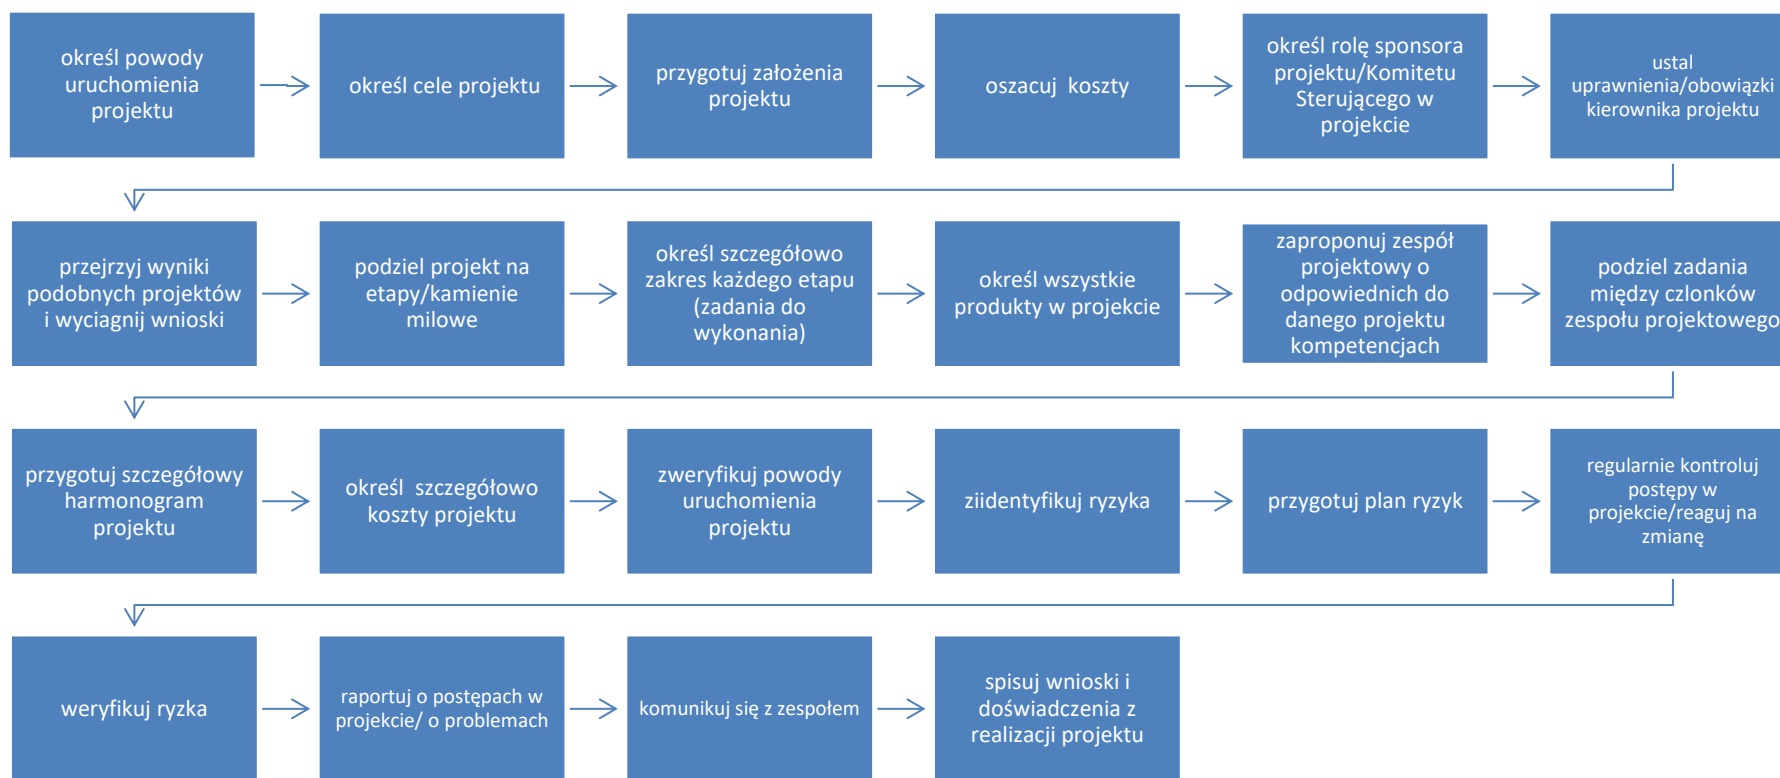 określ powody
uruchomienia
projektu
określ cele projektu
przygotuj założenia
projektu
oszacuj koszty
określ rolę sponsora
projektu/Komitetu
Sterującego w
projekcie
ustal
uprawnienia/obowiązki
kierownika projektu
przejrzyj wyniki
podobnych projektów
i wyciagnij wnioski
podziel projekt na
etapy/kamienie
milowe
określ szczegółowo
zakres każdego etapu
(zadania do
wykonania)
określ wszystkie
produkty w projekcie
zaproponuj zespół
projektowy o
odpowiednich do
danego projektu
kompetencjach
podziel zadania
między członków
zespołu projektowego
przygotuj szczegółowy
harmonogram
projektu
określ szczegółowo
koszty projektu
zweryfikuj powody
uruchomienia
projektu
ziidentyfikuj ryzyka
przygotuj plan ryzyk
regularnie kontroluj
postępy w
projekcie/reaguj na
zmianę
weryfikuj ryzka
raportuj o postępach w
projekcie/ o problemach
komunikuj się z zespołem
spisuj wnioski i
doświadczenia z
realizacji projektu